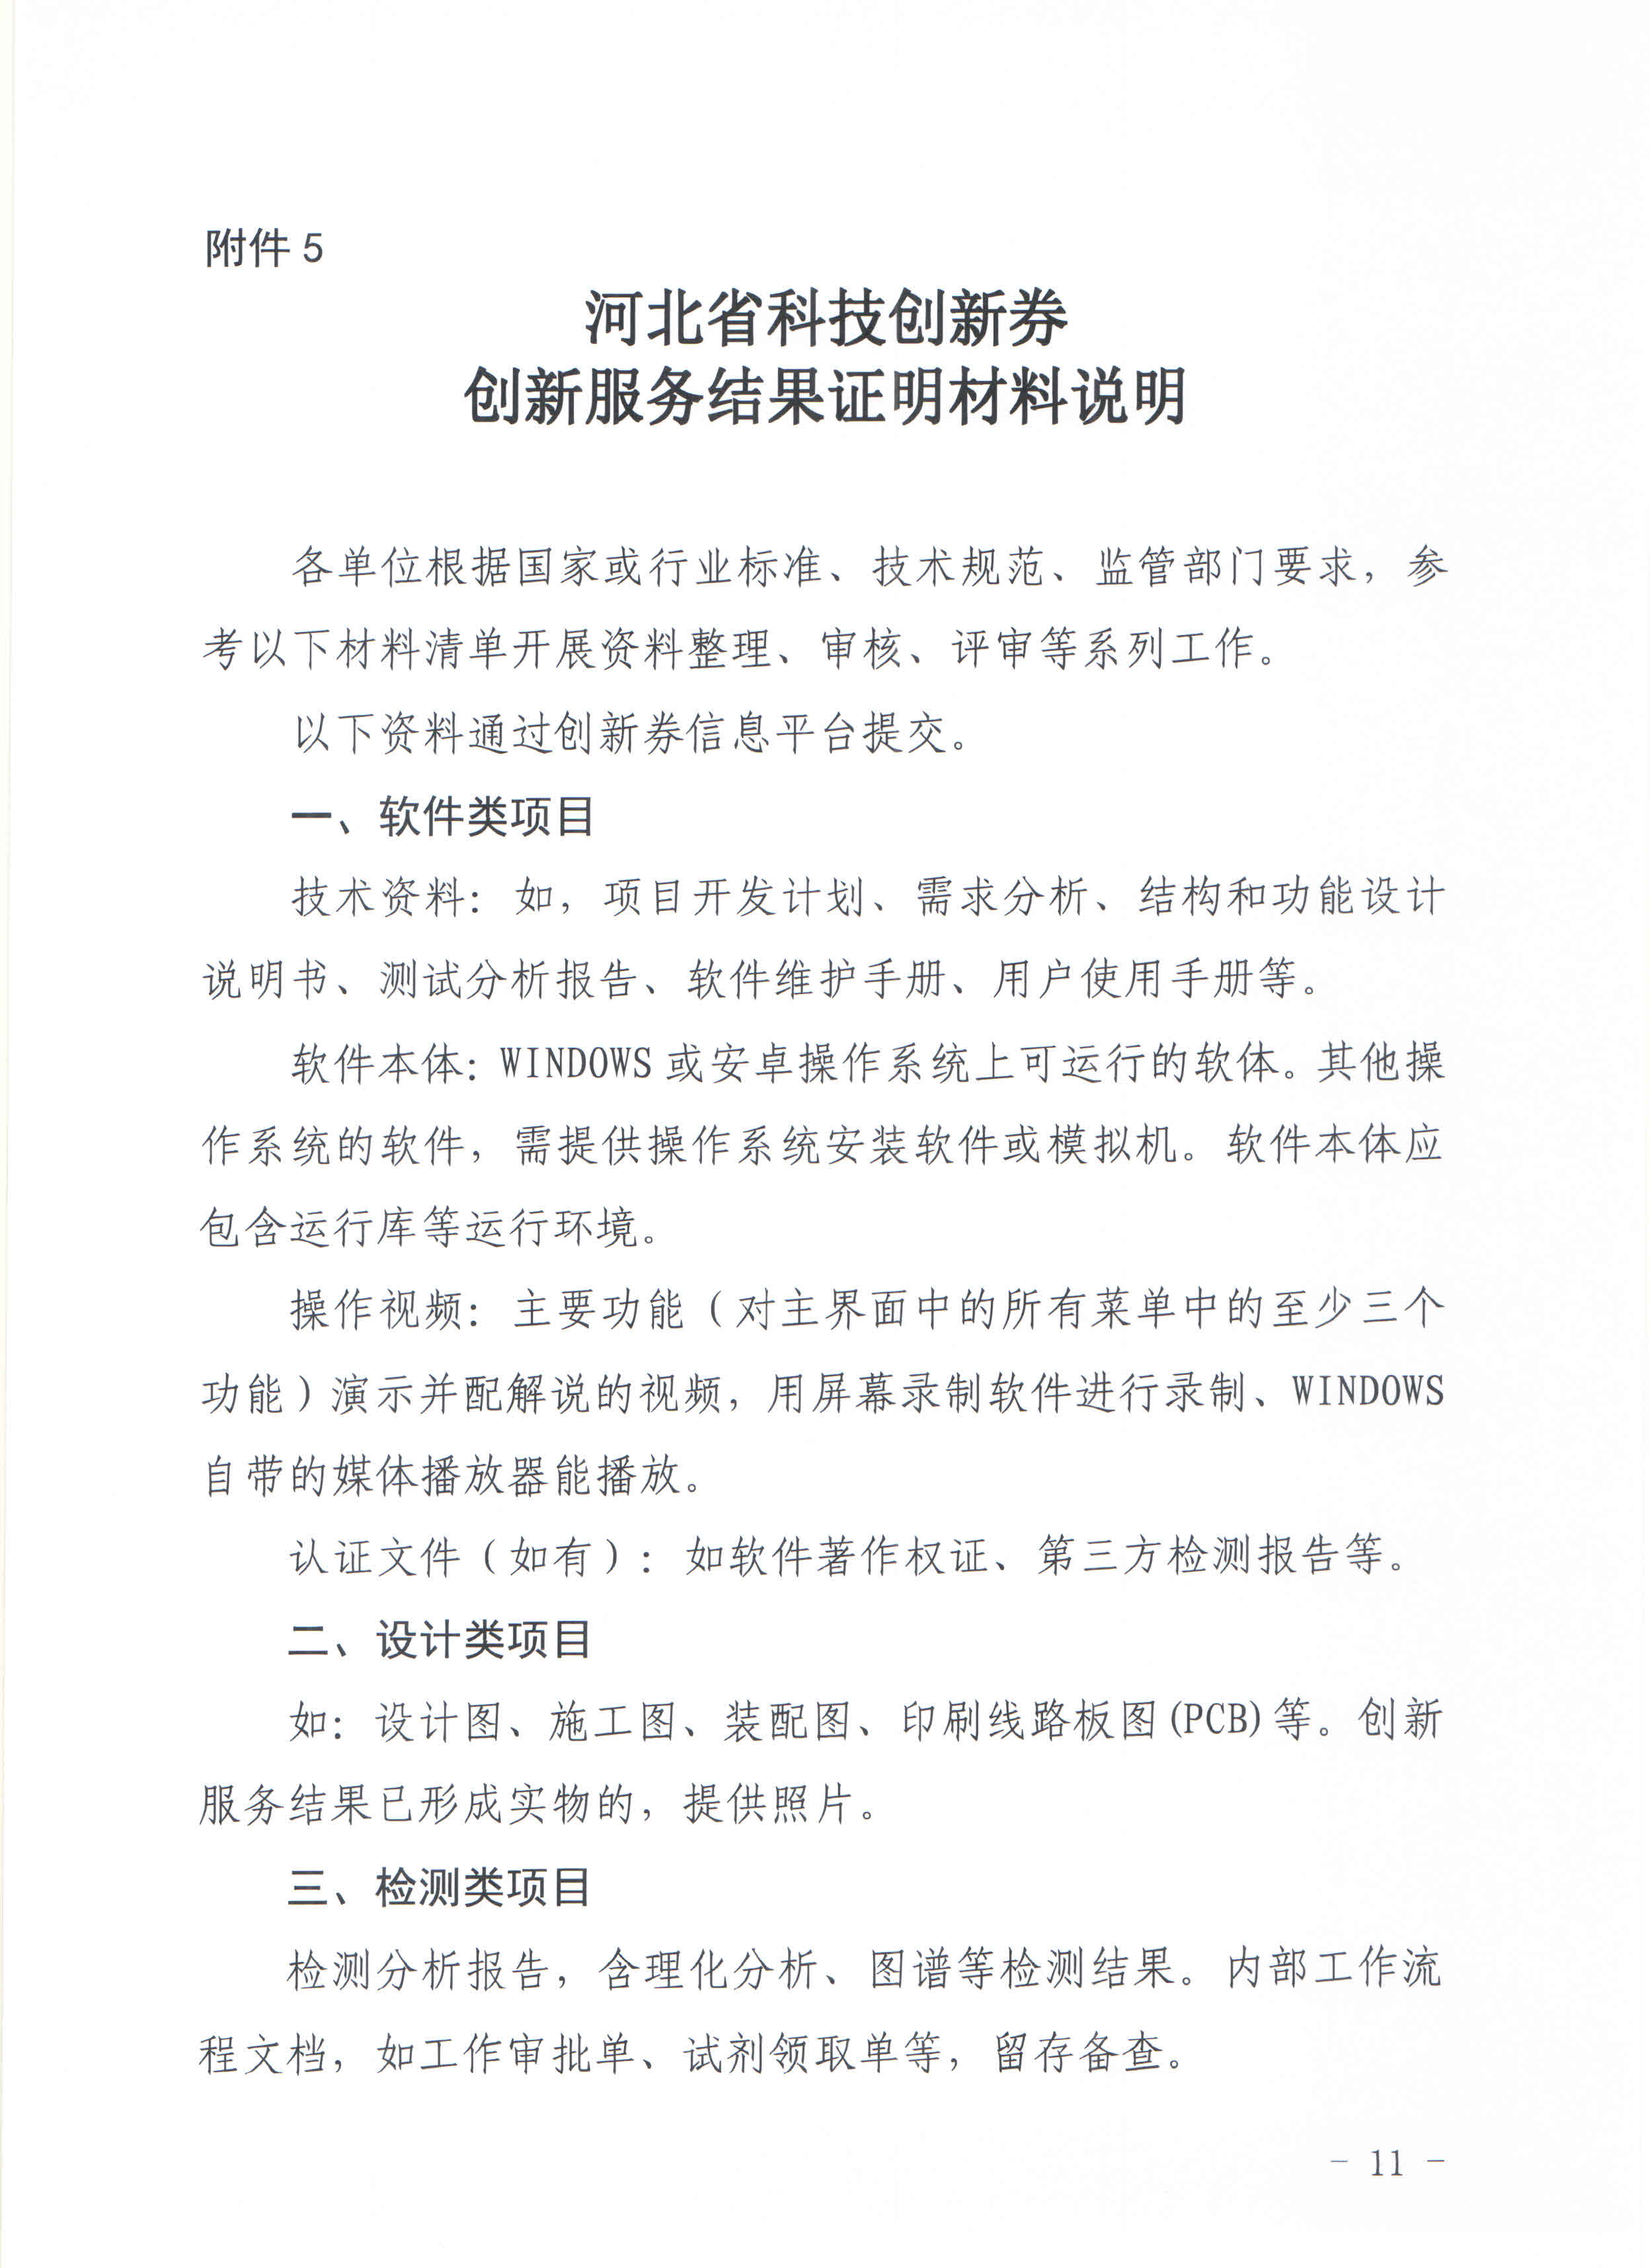 附件 5
河北省科技创新券
创新服务结果证明材料说明
各单位根据国家或行业标准、技术规范、监管部门要求，参
考以下材料清单开展资料整理、审核、评审等系列工作。
以下资料通过创新券信息平台提交。
一、软件类项目
技术资料：如，项目开发计划、需求分析、结构和功能设计
说明书、测试分析报告、软件维护手册、用户使用手册等。
软件本体：WINDOWS 或安卓操作系统上可运行的软体。其他操
作系统的软件，需提供操作系统安装软件或模拟机。软件本体应
包含运行库等运行环境。
操作视频：主要功能（对主界面中的所有菜单中的至少三个
功能）演示并配解说的视频，用屏幕录制软件进行录制、WINDOWS
自带的媒体播放器能播放。
认证文件（如有）：如软件著作权证、第三方检测报告等。
二、设计类项目
如：设计图、施工图、装配图、印刷线路板图(PCB)等。创新
服务结果已形成实物的，提供照片。
三、检测类项目
检测分析报告，含理化分析、图谱等检测结果。内部工作流
程文档，如工作审批单、试剂领取单等，留存备查。
- 11 -